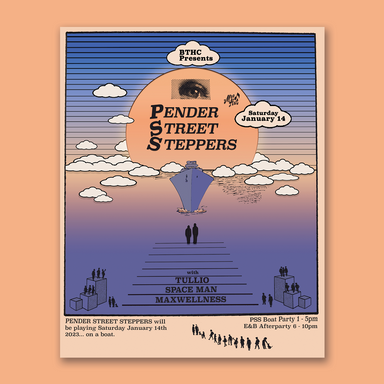 BTHC
Presents
Saturday
January 14
PENDER
STREET
STEPPERS
with
TULLIO
SPACE MAN
MAXWELLNESS
PENDER STREET STEPPERS will
be playing Saturday January 14th
2023... on a boat.
PSS Boat Party 1 - 5pm
E&B Afterparty 6 - 10pm